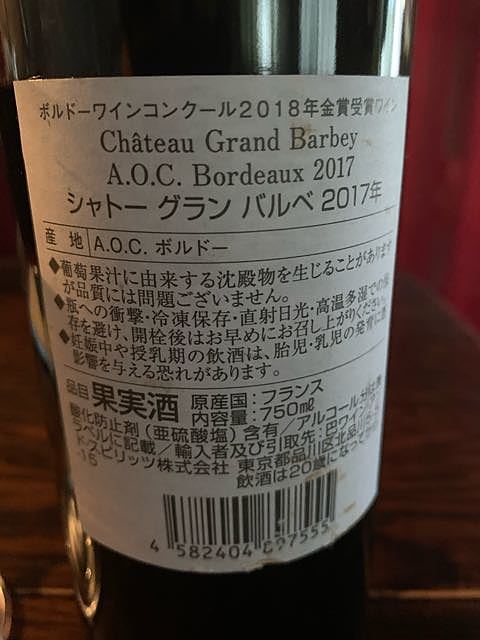 ボルドーワインコンクール2018年金賞受賞ワイン
Château Grand Barbey
A.O.C. Bordeaux 2017
シャトー グラン バルベ 2017年
産 地 A.O.C. ボルドー
◆葡萄果汁に由来する沈殿物を生じることがあります
が品質には問題ございません。
◆瓶への衝撃・冷凍保存・直射日光・高温多湿での保
存を避け、開栓後はお早めにお召し上がりください。
◆妊娠中や授乳期の飲酒は、胎児・乳児の発育に悪
影響を与える恐れがあります。
品目 果実酒 原産国:フランス
内容量:750㎖
酸化防止剤(亜硫酸塩)含有/アルコール分は表
ラベルに記載/輸入者及び引取先:巴ワイン
ドスピリッツ株式会社 東京都品川区北品川
-15 飲酒は20歳になって
4 582404 897555